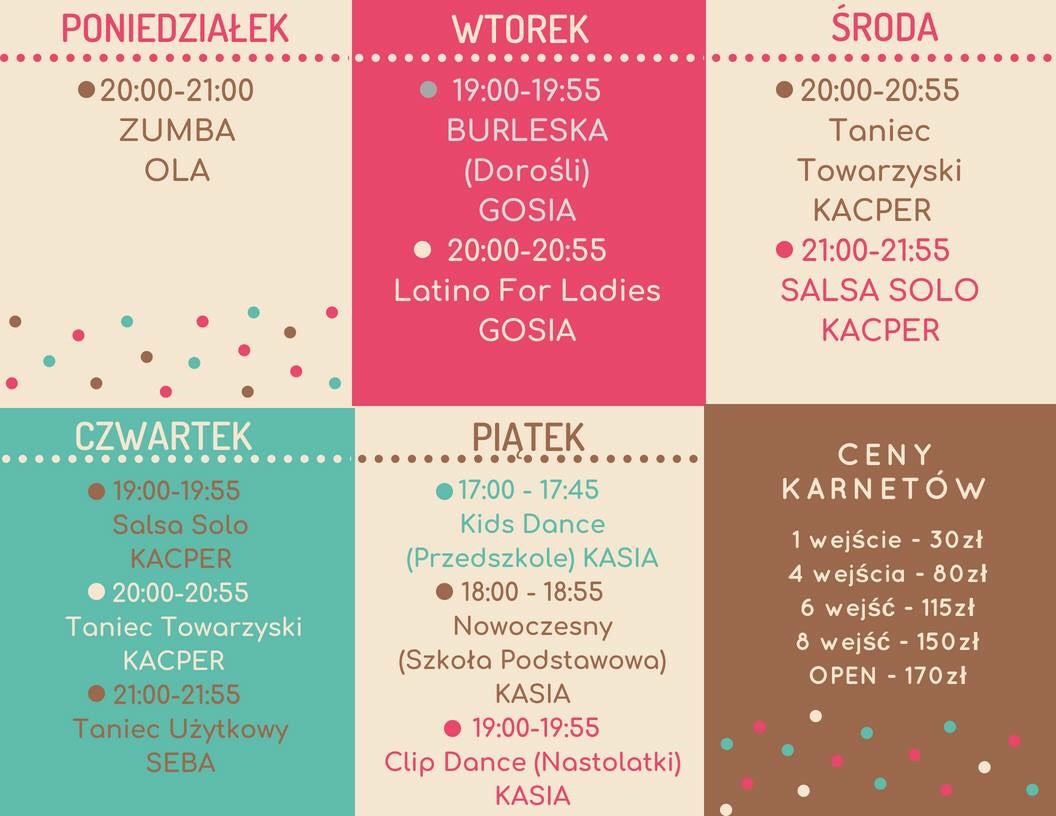 PONIEDZIAŁEK
20:00-21:00
ZUMBA
OLA
WTOREK
19:00-19:55
BURLESKA
(Dorośli)
GOSIA
20:00-20:55
Latino For Ladies
GOSIA
ŚRODA
20:00-20:55
Taniec
Towarzyski
KACPER
21:00-21:55
SALSA SOLO
KACPER
CZWARTEK
19:00-19:55
Salsa Solo
KACPER
20:00-20:55
Taniec Towarzyski
KACPER
21:00-21:55
Taniec Użytkowy
SEBA
PIĄTEK
17:00 - 17:45
Kids Dance
(Przedszkole) KASIA
18:00 - 18:55
Nowoczesny
(Szkoła Podstawowa)
KASIA
19:00-19:55
Clip Dance (Nastolatki)
KASIA
CENY
KARNETÓW
1 wejście - 30zł
4 wejścia - 80zł
6 wejść - 115zł
8 wejść - 150zł
OPEN - 170zł